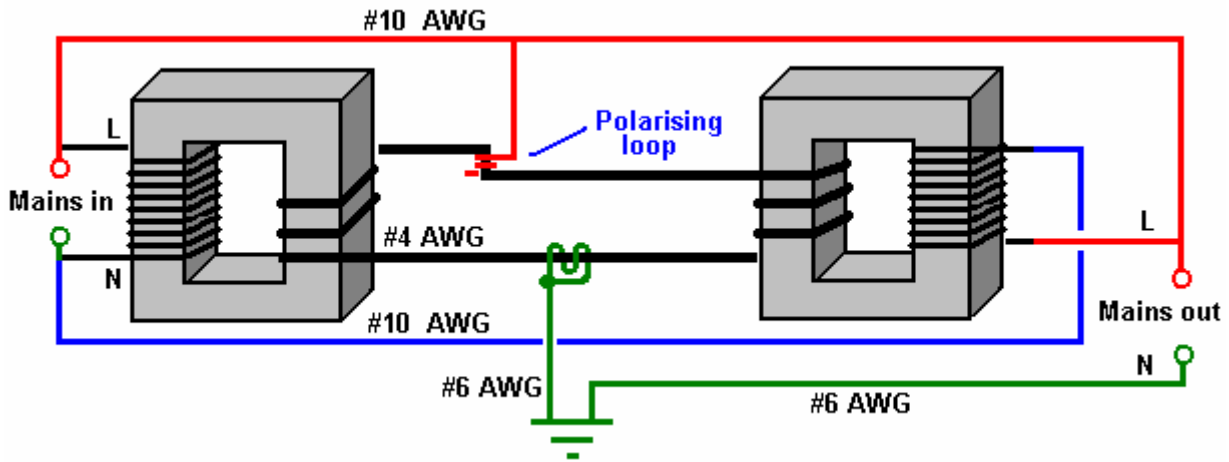 #10 AWG
L
Polarising
loop
Mains in
#4 AWG
L
N
Mains out
#10 AWG
N
#6 AWG
#6 AWG